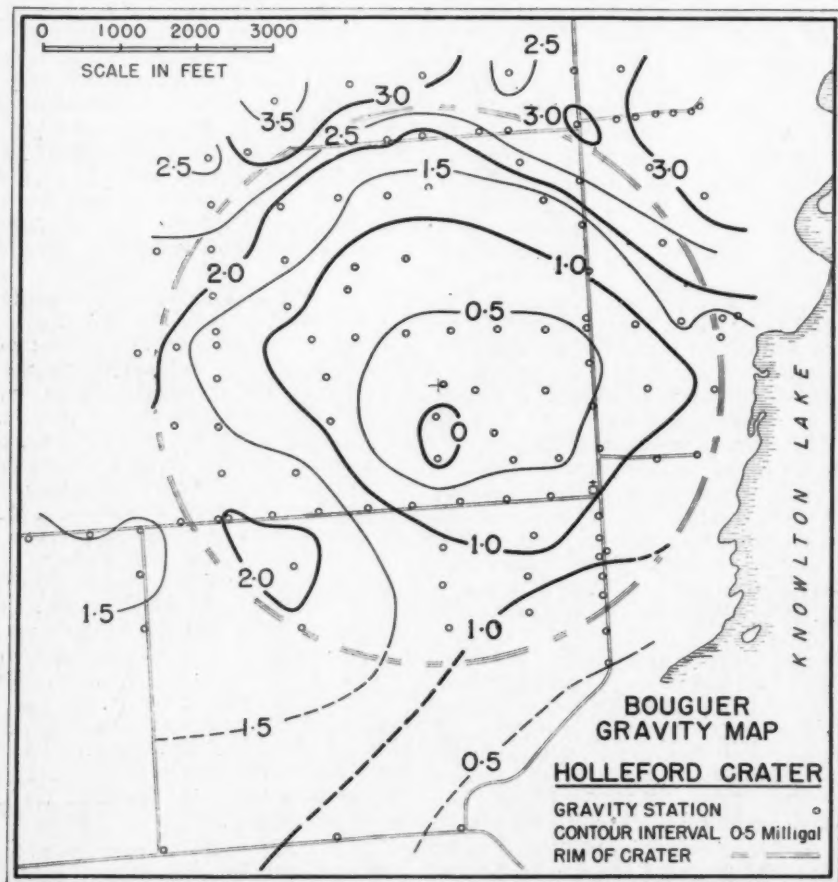 0 1000 2000 3000
SCALE IN FEET
2.5
3.0
3.5
3.0
2.5
2.5
1.5
3.0
2.0
1.0
0.5
0
KNOWLTON LAKE
1.0
2.0
1.5
1.0
1.5
0.5
BOUGUER
GRAVITY MAP
HOLLEFORD CRATER
GRAVITY STATION
CONTOUR INTERVAL 0.5 Milligal
RIM OF CRATER